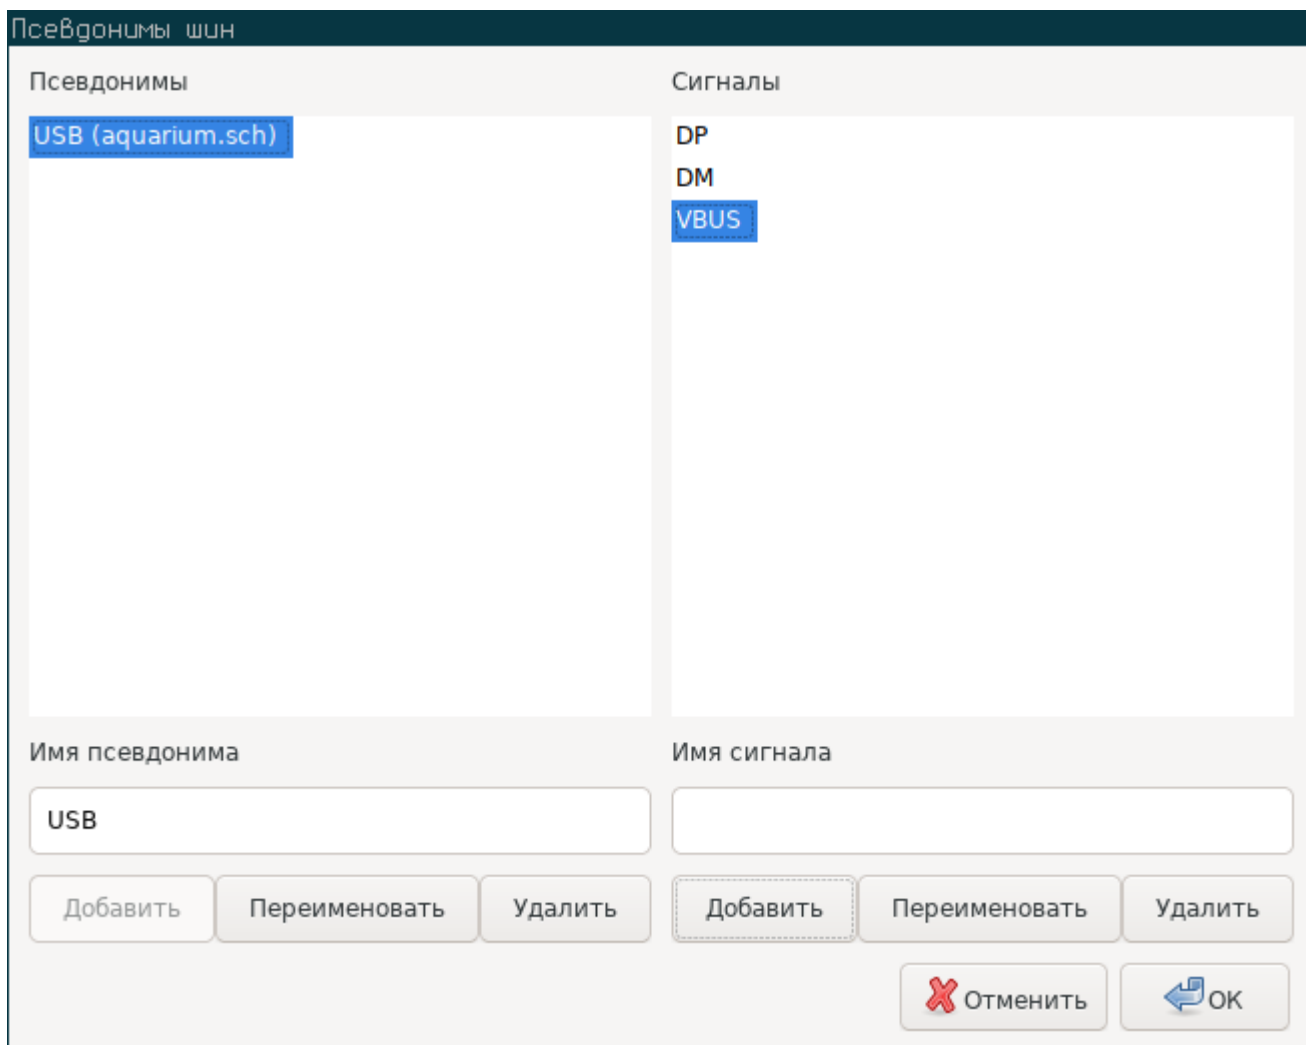 Псевдонимы шин
Псевдонимы
Сигналы
USB (aquarium.sch)
DP
DM
VBUS
Имя псевдонима
Имя сигнала
USB
Добавить
Переименовать
Удалить
Добавить
Переименовать
Удалить
Отменить
OK